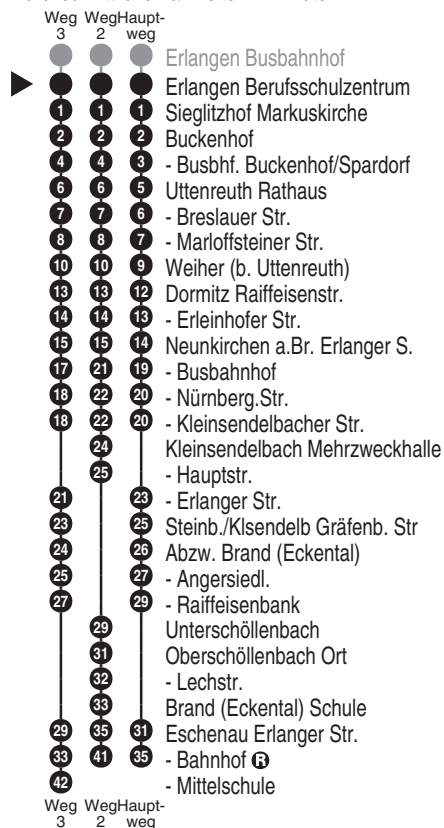 Weg WegHaupt-
3 2 weg
Erlangen Busbahnhof
Erlangen Berufsschulzentrum
1 1 1 Sieglitzhof Markuskirche
2 2 2 Buckenhof
4 4 3 - Busbhf. Buckenhof/Spardorf
6 6 5 Uttenreuth Rathaus
7 7 6 - Breslauer Str.
8 8 7 - Marloffsteiner Str.
10 10 9 Weiher (b. Uttenreuth)
13 13 12 Dormitz Raiffeisenstr.
14 14 13 - Erleinhofer Str.
15 15 14 Neunkirchen a.Br. Erlanger S.
17 21 19 - Busbahnhof
18 22 20 - Nürnberg.Str.
18 22 20 - Kleinsendelbacher Str.
24 Kleinsendelbach Mehrzweckhalle
25 - Hauptstr.
21 23 - Erlanger Str.
23 25 Steinb./Klsendelb Gräfenb. Str
24 26 Abzw. Brand (Eckental)
25 27 - Angersiedl.
27 29 - Raiffeisenbank
29 Unterschöllenbach
31 Oberschöllenbach Ort
32 - Lechstr.
33 Brand (Eckental) Schule
29 35 31 Eschenau Erlanger Str.
33 41 35 - Bahnhof R
42 - Mittelschule
Weg WegHaupt-
3 2 weg